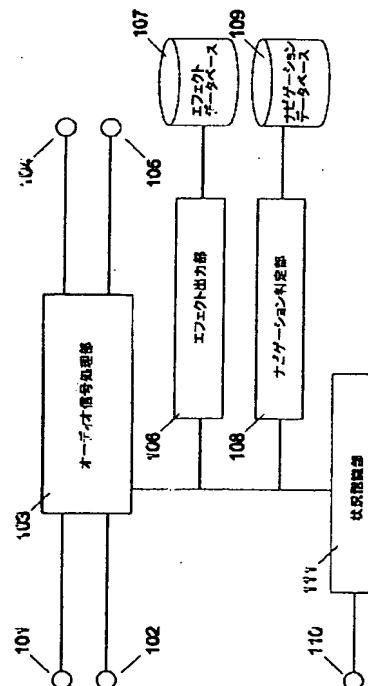 101
102
103
オーディオ信号処理部
104
105
106
エフェクト出力部
107
エフェクト
データベース
108
ナビゲーション判定部
109
ナビゲーション
データベース
110
111
状況把握部